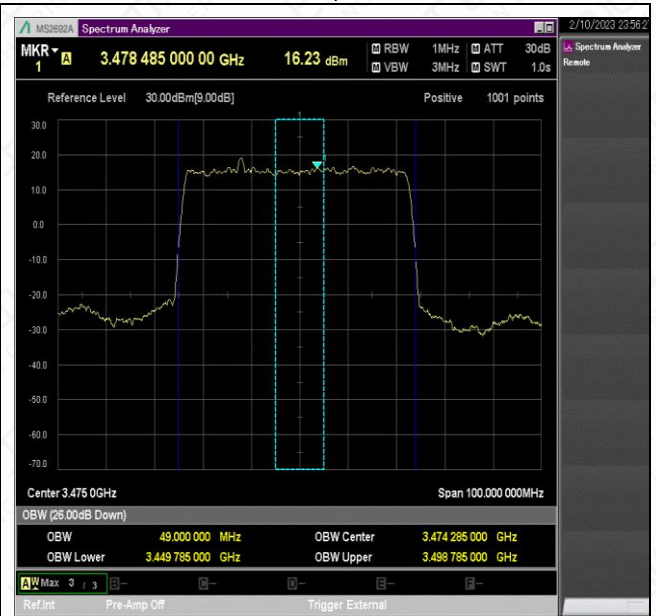 MS2692A Spectrum Analyzer 2/10/2023 23:56:2
MKR A 3.478 485 000 00 GHz 16.23 dBm M RBW 1MHz M ATT 30dB
1 M VBW 3MHz M SWT 1.0s
Spectrum Analyzer
Remote
Reference Level 30.00dBm[9.00dB] Positive 1001 points
1
30.0
20.0
10.0
0.0
-10.0
-20.0
-30.0
-40.0
-50.0
-60.0
-70.0
Center 3.475 0GHz Span 100.000 000MHz
OBW (26.00dB Down)
OBW 49.000 000 MHz OBW Center 3.474 285 000 GHz
OBW Lower 3.449 785 000 GHz OBW Upper 3.498 785 000 GHz
A W Max 3 / 3 B- C- D- E- F-
Ref.Int Pre-Amp Off Trigger External